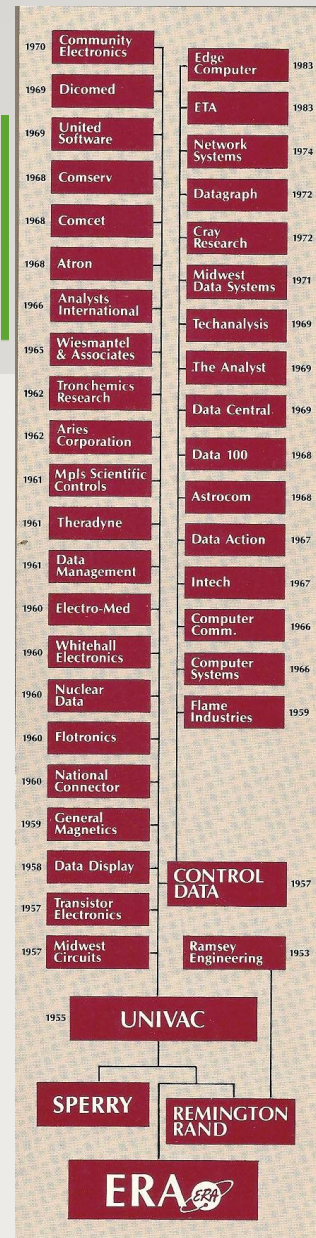 1970
Community
Electronics
1969
Dicomed
1969
United
Software
1968
Comserv
1968
Comcet
1968
Atron
1966
Analysts
International
1965
Wiesmantel
& Associates
1962
Tronchemics
Research
1962
Aries
Corporation
1961
Mpls Scientific
Controls
1961
Theradyne
1961
Data
Management
1960
Electro-Med
1960
Whitehall
Electronics
1960
Nuclear
Data
1960
Flotronics
1960
National
Connector
1959
General
Magnetics
1958
Data Display
1957
Transistor
Electronics
1957
Midwest
Circuits
Edge
Computer
1983
ETA
1983
Network
Systems
1974
Datagraph
1972
Cray
Research
1972
Midwest
Data Systems
1971
Techanalysis
1969
The Analyst
1969
Data Central
1969
Data 100
1968
Astrocom
1968
Data Action
1967
Intech
1967
Computer
Comm.
1966
Computer
Systems
1966
Flame
Industries
1959
CONTROL
DATA
1957
Ramsey
Engineering
1953
1955
UNIVAC
SPERRY
REMINGTON
RAND
ERA
ERA